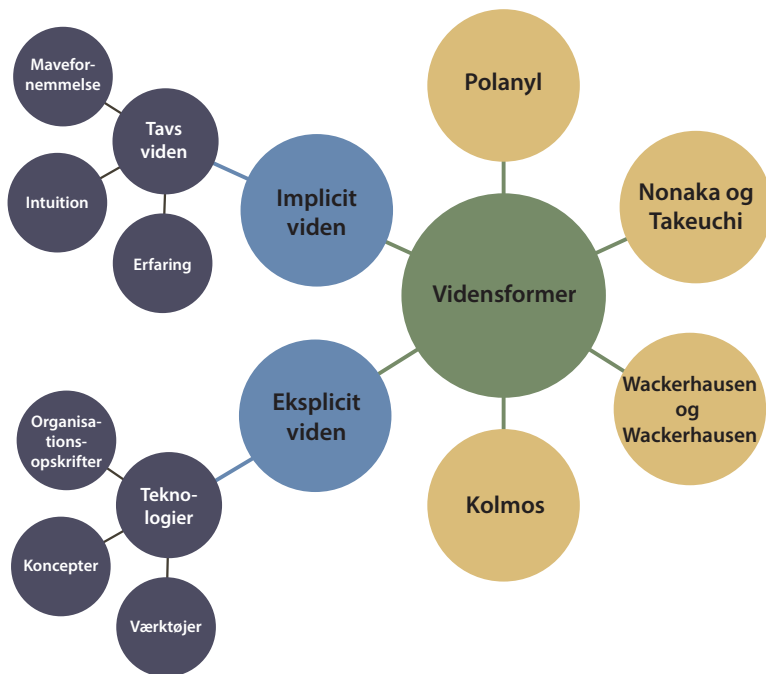 Mavefor-
nemmelse
Tavs
viden
Intuition
Erfaring
Implicit
viden
Polanyl
Nonaka og
Takeuchi
Vidensformer
Wackerhausen
og
Wackerhausen
Kolmos
Eksplicit
viden
Organisa-
tions-
opskrifter
Tekno-
logier
Koncepter
Værktøjer